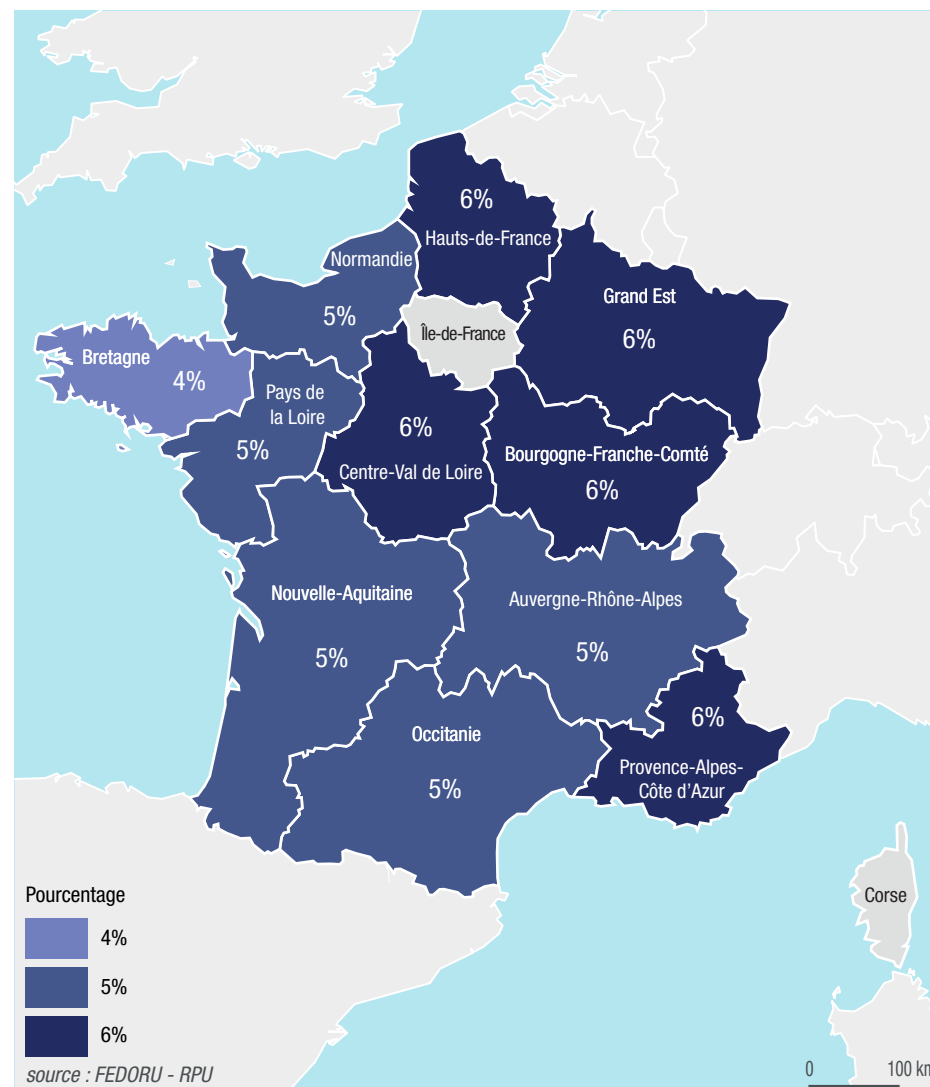 6%
Hauts-de-France
Normandie
5%
Grand Est
6%
Île-de-France
Bretagne
4%
Pays de
la Loire
5%
6%
Centre-Val de Loire
Bourgogne-Franche-Comté
6%
Nouvelle-Aquitaine
5%
Auvergne-Rhône-Alpes
5%
Occitanie
5%
6%
Provence-Alpes-
Côte d'Azur
Corse
Pourcentage
4%
5%
6%
source : FEDORU - RPU
0 100 km